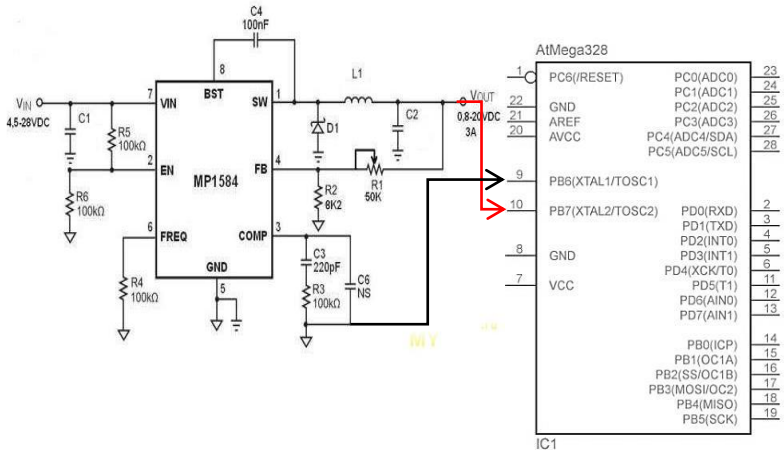 C4
100nF
8
BST
7
VIN
SW
1
L1
VOUT
0,8-20VDC
3A
VIN
4,5-28VDC
C1
R5
100kΩ
D1
C2
2
EN
MP1584
FB
4
R1
50K
R2
8K2
R6
100kΩ
6
FREQ
COMP
3
C3
220pF
C6
NS
R4
100kΩ
R3
100kΩ
GND
5
MY
AtMega328
1
PC6(/RESET)
22
GND
21
AREF
20
AVCC
9
PB6(XTAL1/TOSC1)
10
PB7(XTAL2/TOSC2)
8
GND
7
VCC
PC0(ADC0)
23
PC1(ADC1)
24
PC2(ADC2)
25
PC3(ADC3)
26
PC4(ADC4/SDA)
27
PC5(ADC5/SCL)
28
PD0(RXD)
2
PD1(TXD)
3
PD2(INT0)
4
PD3(INT1)
5
PD4(XCK/T0)
6
PD5(T1)
11
PD6(AIN0)
12
PD7(AIN1)
13
PB0(ICP)
14
PB1(OC1A)
15
PB2(SS/OC1B)
16
PB3(MOSI/OC2)
17
PB4(MISO)
18
PB5(SCK)
19
IC1